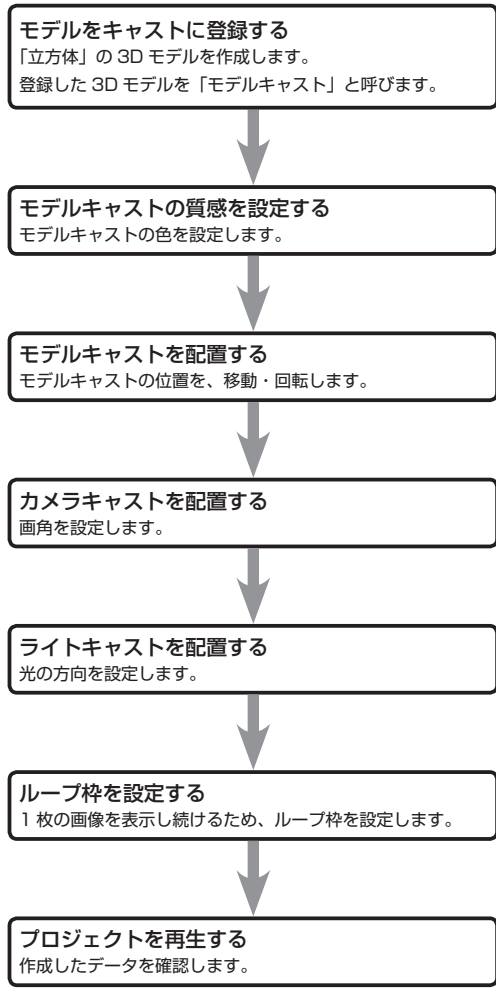 モデルをキャストに登録する
「立方体」の 3D モデルを作成します。
登録した 3D モデルを「モデルキャスト」と呼びます。
モデルキャストの質感を設定する
モデルキャストの色を設定します。
モデルキャストを配置する
モデルキャストの位置を、移動・回転します。
カメラキャストを配置する
画角を設定します。
ライトキャストを配置する
光の方向を設定します。
ループ枠を設定する
1 枚の画像を表示し続けるため、ループ枠を設定します。
プロジェクトを再生する
作成したデータを確認します。